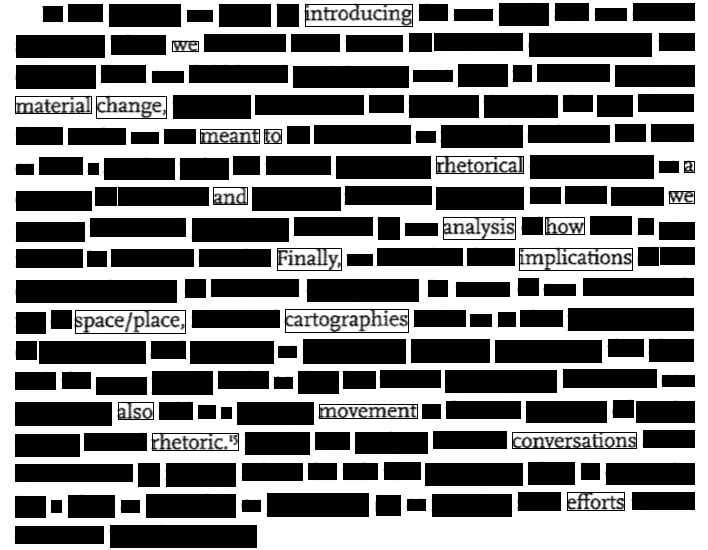 introducing
we
material change,
meant to
rhetorical a
and we
analysis how
Finally, implications
space/place, cartographies
also movement
rhetoric.¹⁵ conversations
efforts